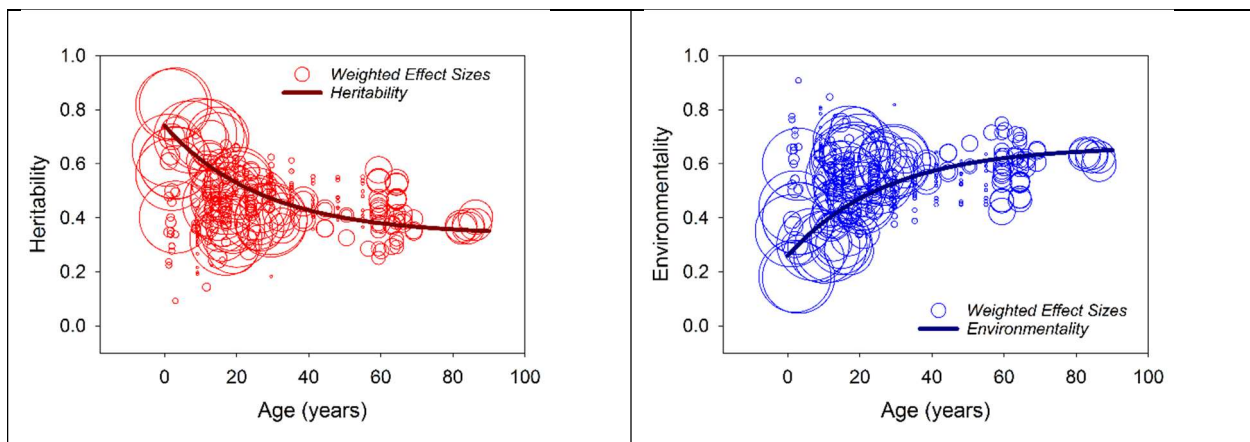 1.0
0.8
0.6
0.4
0.2
0.0
Heritability
Weighted Effect Sizes
Heritability
0 20 40 60 80 100
Age (years)
1.0
0.8
0.6
0.4
0.2
0.0
Environmentality
Weighted Effect Sizes
Environmentality
0 20 40 60 80 100
Age (years)